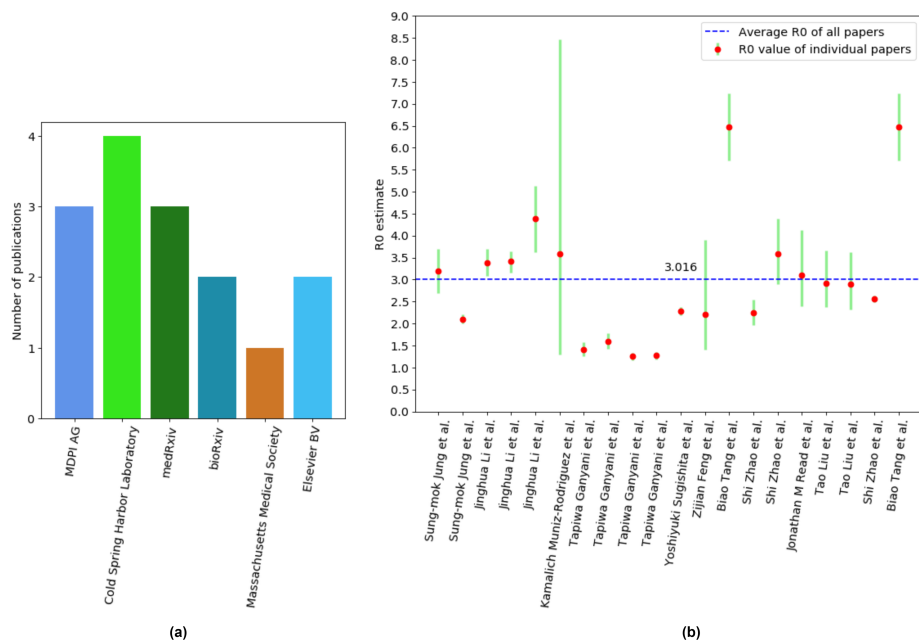 Number of publications
4
3
2
1
0
MDPI AG
Cold Spring Harbor Laboratory
medRxiv
bioRxiv
Massachusetts Medical Society
Elsevier BV
(a)
R0 estimate
9.0
8.5
8.0
7.5
7.0
6.5
6.0
5.5
5.0
4.5
4.0
3.5
3.0
2.5
2.0
1.5
1.0
0.5
0.0
Average R0 of all papers
R0 value of individual papers
3.016
Sung-mok Jung et al.
Sung-mok Jung et al.
Jinghua Li et al.
Jinghua Li et al.
Jinghua Li et al.
Kamalich Muniz-Rodriguez et al.
Tapiwa Ganyani et al.
Tapiwa Ganyani et al.
Tapiwa Ganyani et al.
Tapiwa Ganyani et al.
Yoshiyuki Sugishita et al.
Zijian Feng et al.
Biao Tang et al.
Shi Zhao et al.
Shi Zhao et al.
Jonathan M Read et al.
Tao Liu et al.
Tao Liu et al.
Shi Zhao et al.
Biao Tang et al.
(b)